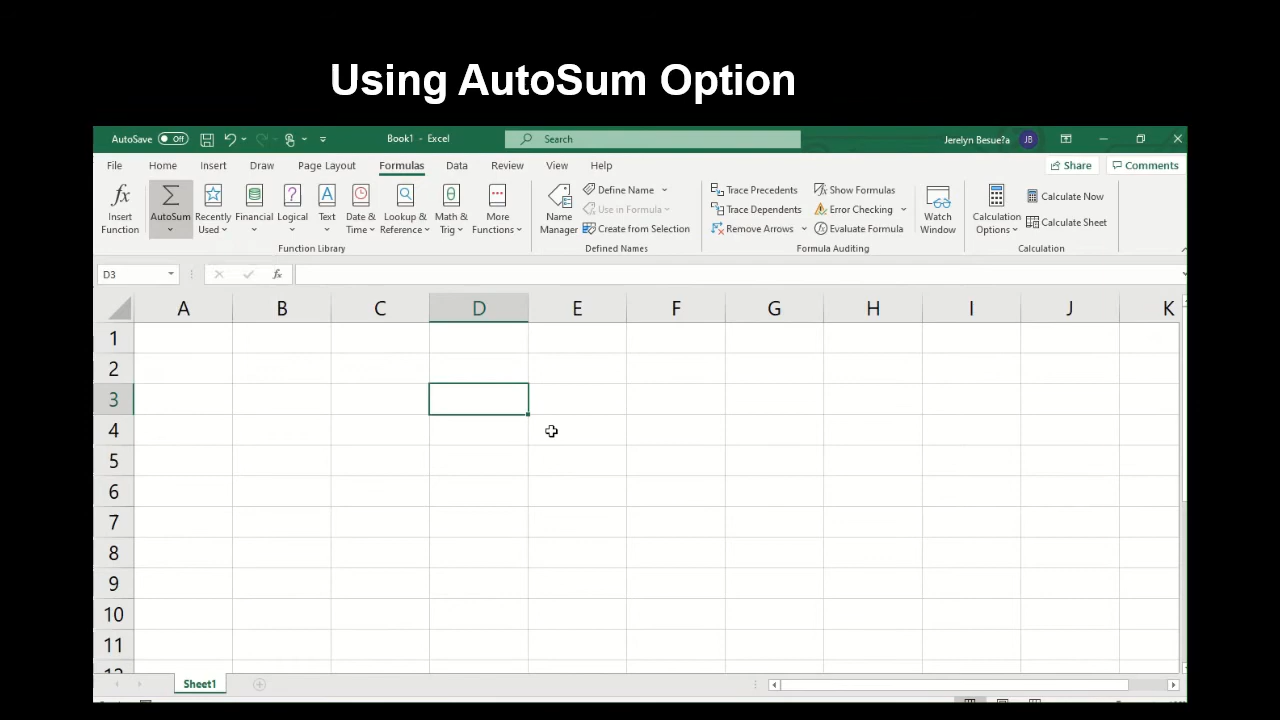 Using AutoSum Option
AutoSave Off Book1 - Excel Search Jerelyn Besue?a JB
File Home Insert Draw Page Layout Formulas Data Review View Help Share Comments
fx Insert Function
Σ AutoSum
Recently Used
Financial
? Logical
A Text
Date & Time
Lookup & Reference
θ Math & Trig
More Functions
Function Library
Name Manager
Define Name
Use in Formula
Create from Selection
Defined Names
Trace Precedents
Trace Dependents
Remove Arrows
Show Formulas
Error Checking
Evaluate Formula
Formula Auditing
Watch Window
Calculation Options
Calculate Now
Calculate Sheet
Calculation
D3 fx
A B C D E F G H I J K
1
2
3
4
5
6
7
8
9
10
11
12
Sheet1